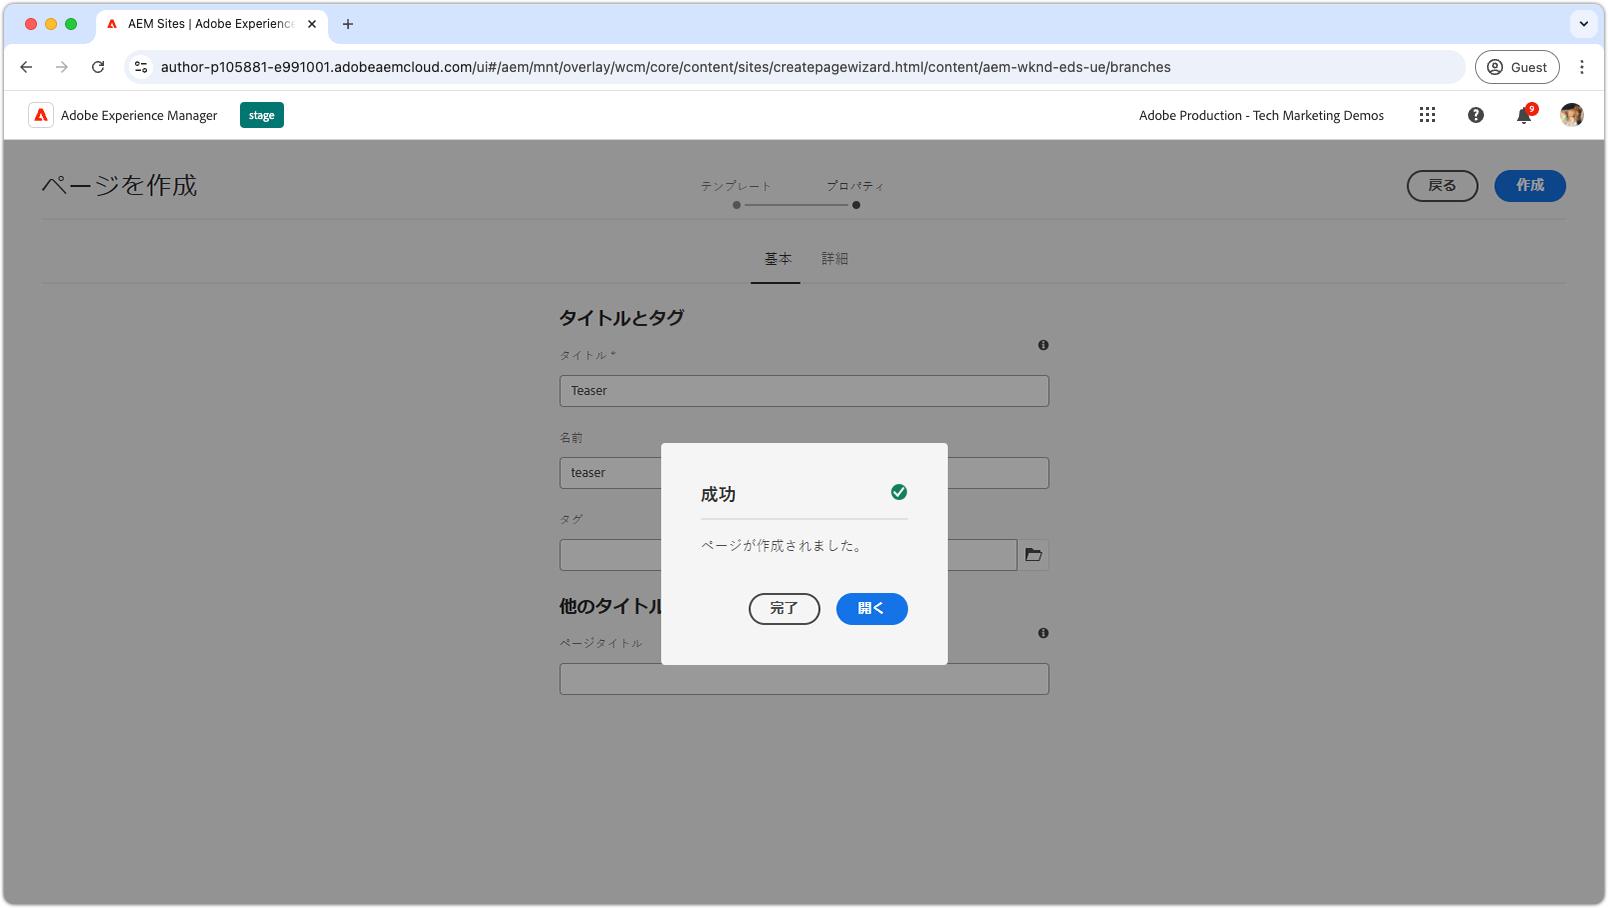 AEM Sites | Adobe Experience
author-p105881-e991001.adobeaemcloud.com/ui#/aem/mnt/overlay/wcm/core/content/sites/createpagewizard.html/content/aem-wknd-eds-ue/branches
Guest
Adobe Experience Manager
stage
Adobe Production - Tech Marketing Demos
9
ページを作成
テンプレート
プロパティ
戻る
作成
基本
詳細
タイトルとタグ
タイトル *
Teaser
名前
teaser
タグ
成功
ページが作成されました。
完了
開く
他のタイトル
ページタイトル